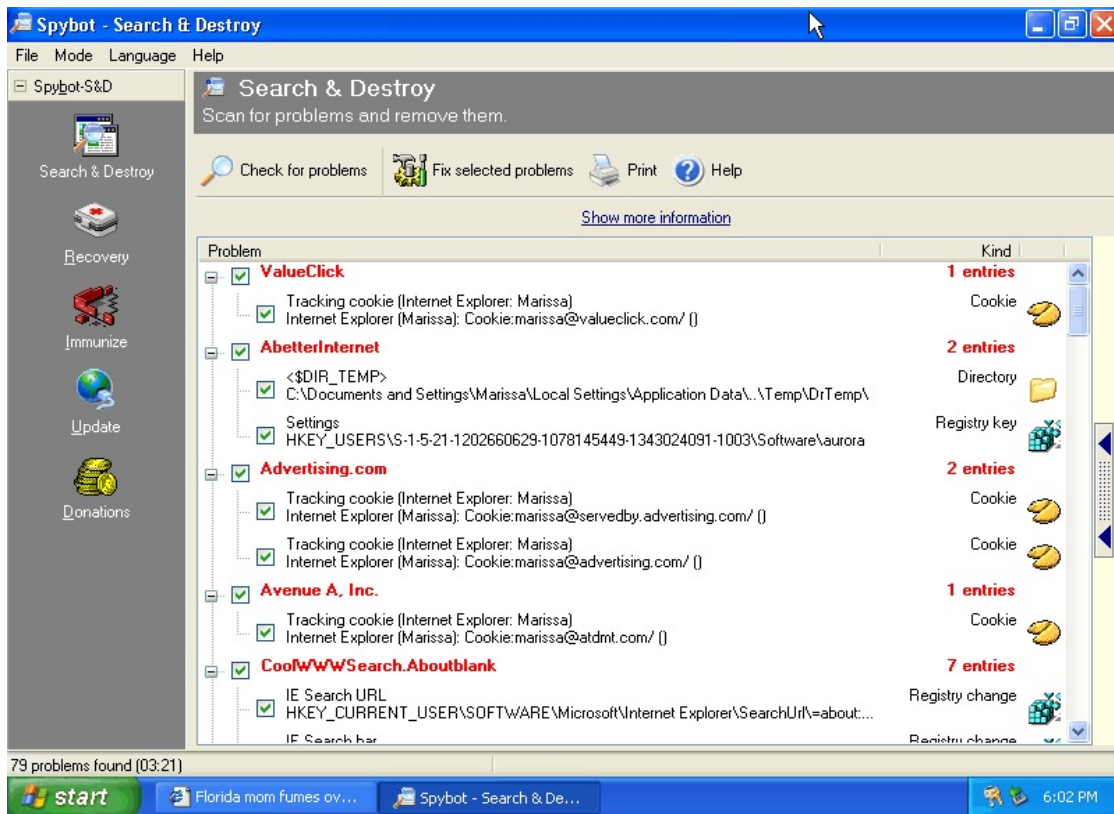 Spybot - Search & Destroy
File Mode Language Help
Spybot-S&D
Search & Destroy
Recovery
Immunize
Update
Donations
Search & Destroy
Scan for problems and remove them.
Check for problems Fix selected problems Print Help
Show more information
Problem Kind
ValueClick 1 entries
Tracking cookie (Internet Explorer: Marissa) Cookie
Internet Explorer (Marissa): Cookie:marissa@valueclick.com/ ()
AbetterInternet 2 entries
<$DIR_TEMP> Directory
C:\Documents and Settings\Marissa\Local Settings\Application Data\..\Temp\DrTemp\
Settings Registry key
HKEY_USERS\S-1-5-21-1202660629-1078145449-1343024091-1003\Software\aurora
Advertising.com 2 entries
Tracking cookie (Internet Explorer: Marissa) Cookie
Internet Explorer (Marissa): Cookie:marissa@servedby.advertising.com/ ()
Tracking cookie (Internet Explorer: Marissa) Cookie
Internet Explorer (Marissa): Cookie:marissa@advertising.com/ ()
Avenue A, Inc. 1 entries
Tracking cookie (Internet Explorer: Marissa) Cookie
Internet Explorer (Marissa): Cookie:marissa@atdmt.com/ ()
CoolWWWSearch.Aboutblank 7 entries
IE Search URL Registry change
HKEY_CURRENT_USER\SOFTWARE\Microsoft\Internet Explorer\SearchUrl\=about:...
IE Search bar Registry change
79 problems found (03:21)
start Florida mom fumes ov... Spybot - Search & De... 6:02 PM